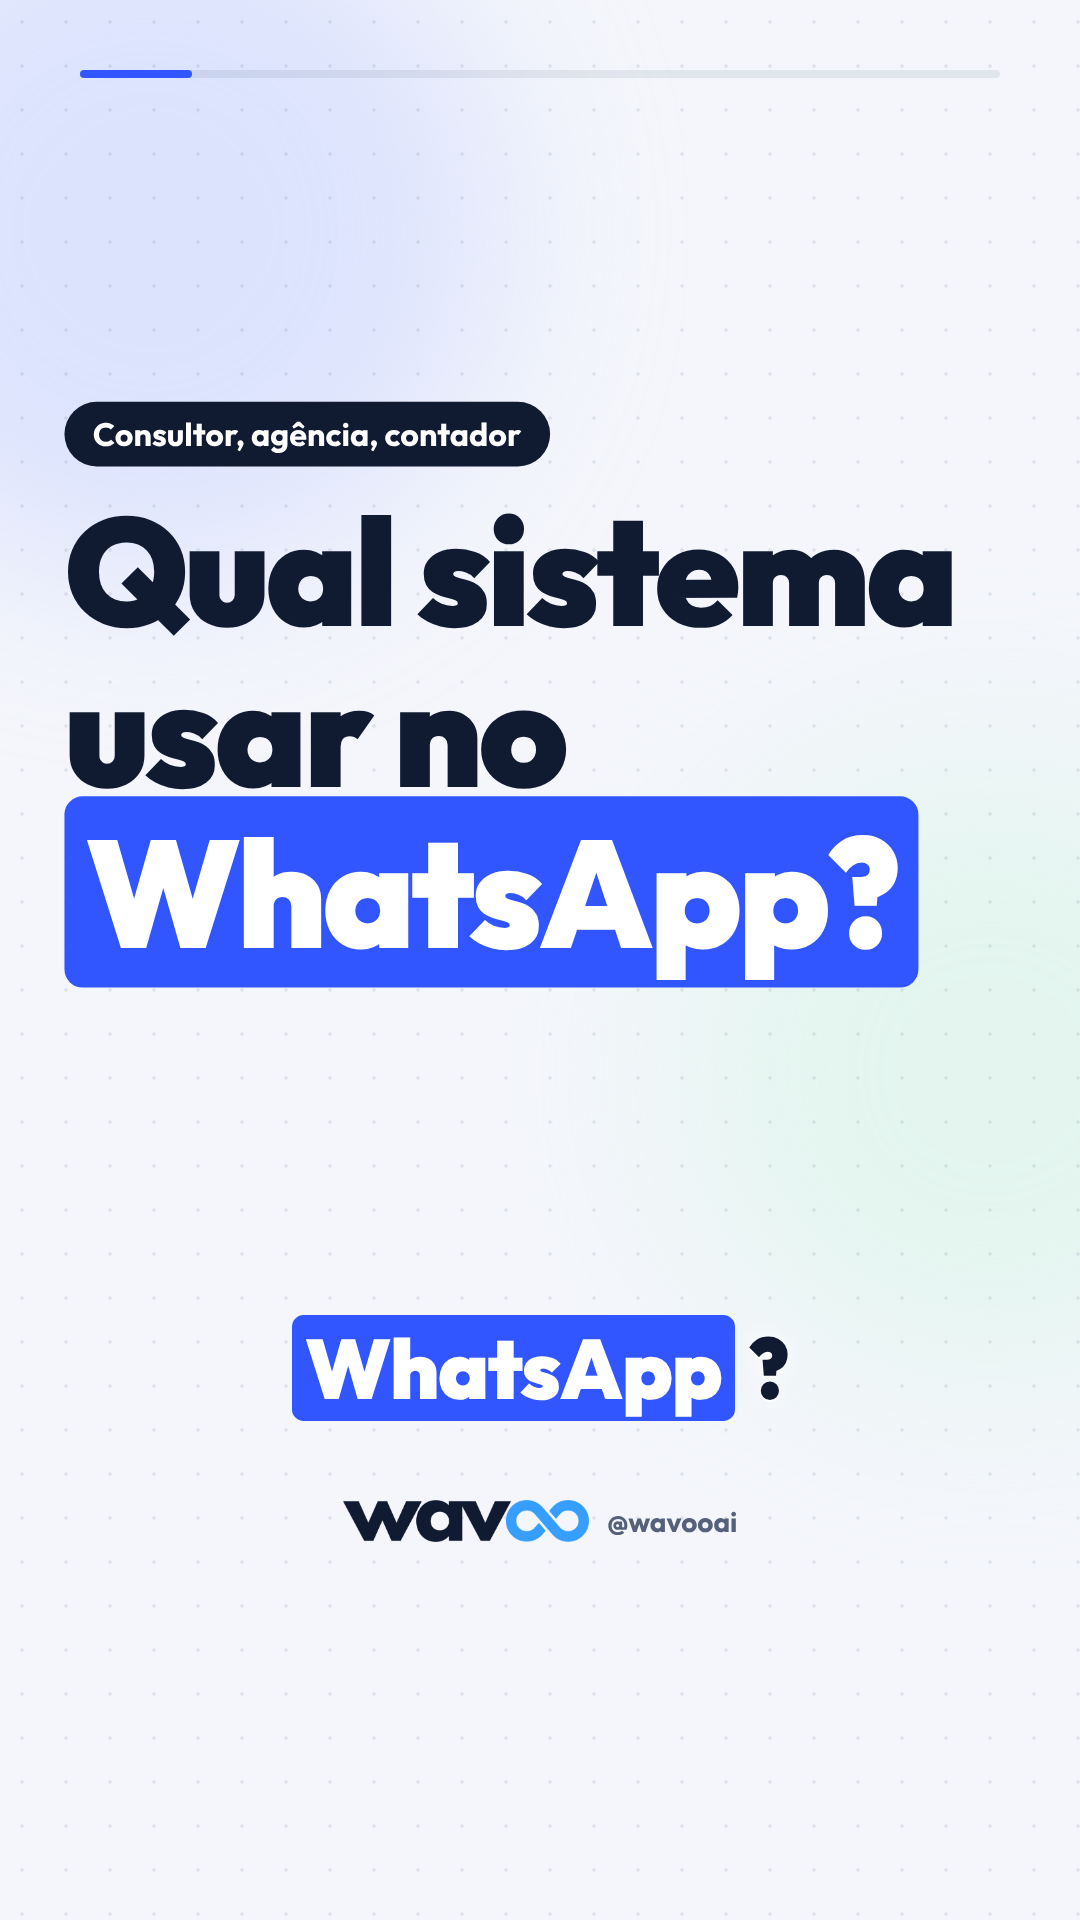 Consultor, agência, contador
Qual sistema
usar no
WhatsApp?
WhatsApp ?
wavoo @wavooai